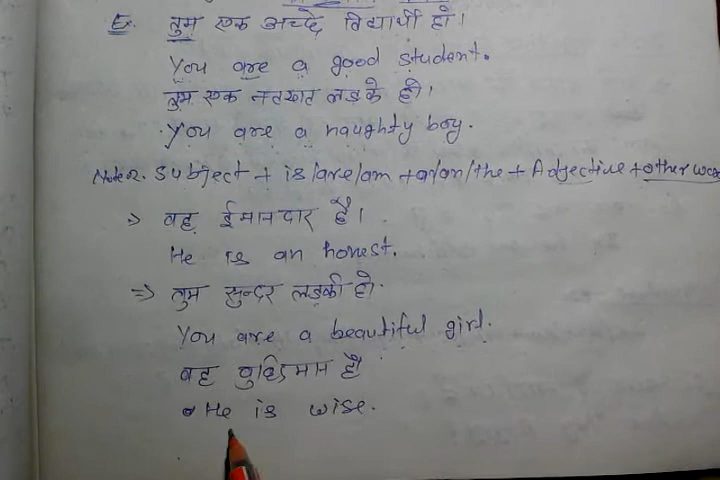 E. तुम एक अच्छे विद्यार्थी हो।
You are a good student.
तुम एक नटखट लड़के हो।
You are a naughty boy.
Note 2. Subject + is/are/am + a/an/the + Adjective + other
⇒ वह ईमानदार है।
He is an honest.
⇒ तुम सुन्दर लड़की हो.
You are a beautiful girl.
वह बुद्धिमान है
He is wise.